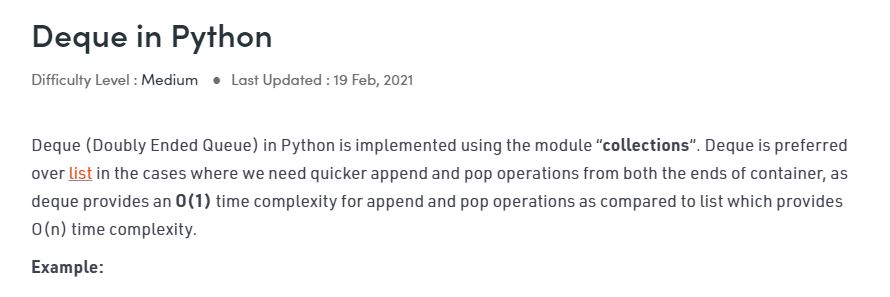 Deque in Python
Difficulty Level : Medium ● Last Updated : 19 Feb, 2021
Deque (Doubly Ended Queue) in Python is implemented using the module “collections“. Deque is preferred
over list in the cases where we need quicker append and pop operations from both the ends of container, as
deque provides an O(1) time complexity for append and pop operations as compared to list which provides
O(n) time complexity.
Example: